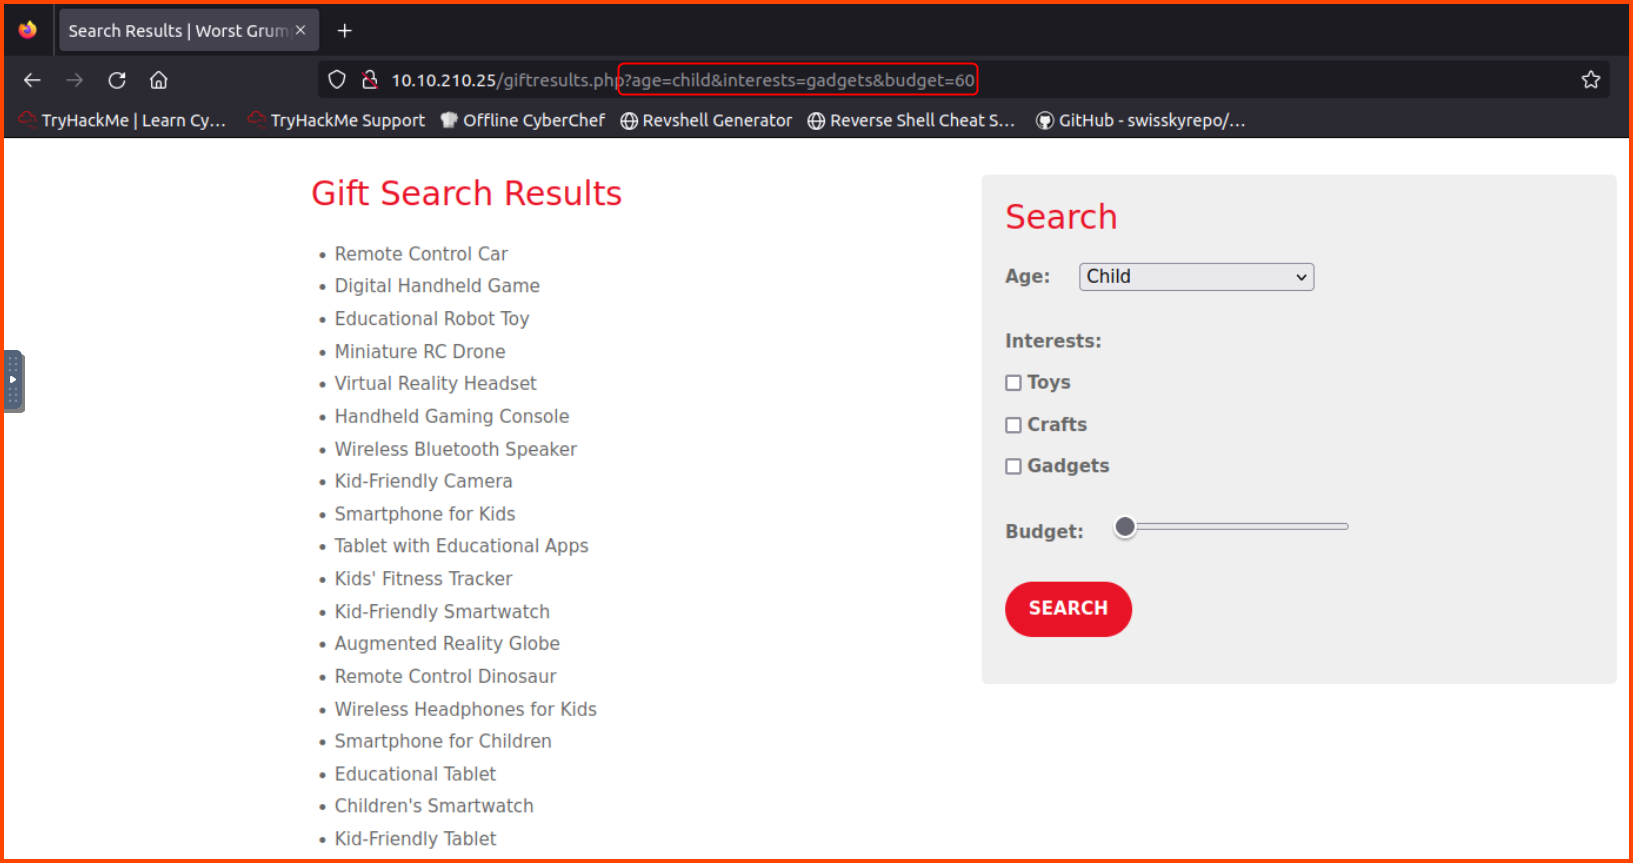 Search Results | Worst Grum
10.10.210.25/giftresults.php?age=child&interests=gadgets&budget=60
TryHackMe | Learn Cy... TryHackMe Support Offline CyberChef Revshell Generator Reverse Shell Cheat S... GitHub - swisskyrepo/...
Gift Search Results
Remote Control Car
Digital Handheld Game
Educational Robot Toy
Miniature RC Drone
Virtual Reality Headset
Handheld Gaming Console
Wireless Bluetooth Speaker
Kid-Friendly Camera
Smartphone for Kids
Tablet with Educational Apps
Kids' Fitness Tracker
Kid-Friendly Smartwatch
Augmented Reality Globe
Remote Control Dinosaur
Wireless Headphones for Kids
Smartphone for Children
Educational Tablet
Children's Smartwatch
Kid-Friendly Tablet
Search
Age: Child
Interests:
Toys
Crafts
Gadgets
Budget:
SEARCH